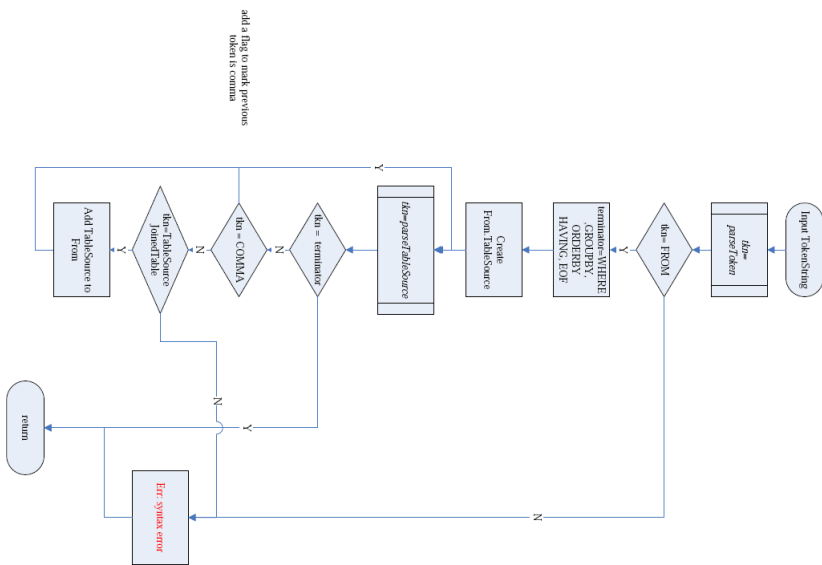 Input TokenString
tkn=
parseToken
tkn= FROM
Y
N
terminator=WHERE
,GROUPBY,
ORDERBY
HAVING, EOF
Create
From.TableSource
tkn=parseTableSource
tkn = terminator
N
Y
tkn = COMMA
Y
N
add a flag to mark previous
token is comma
tkn=TableSource
JoinedTable
Y
N
Add TableSource to
From
Err: syntax error
return